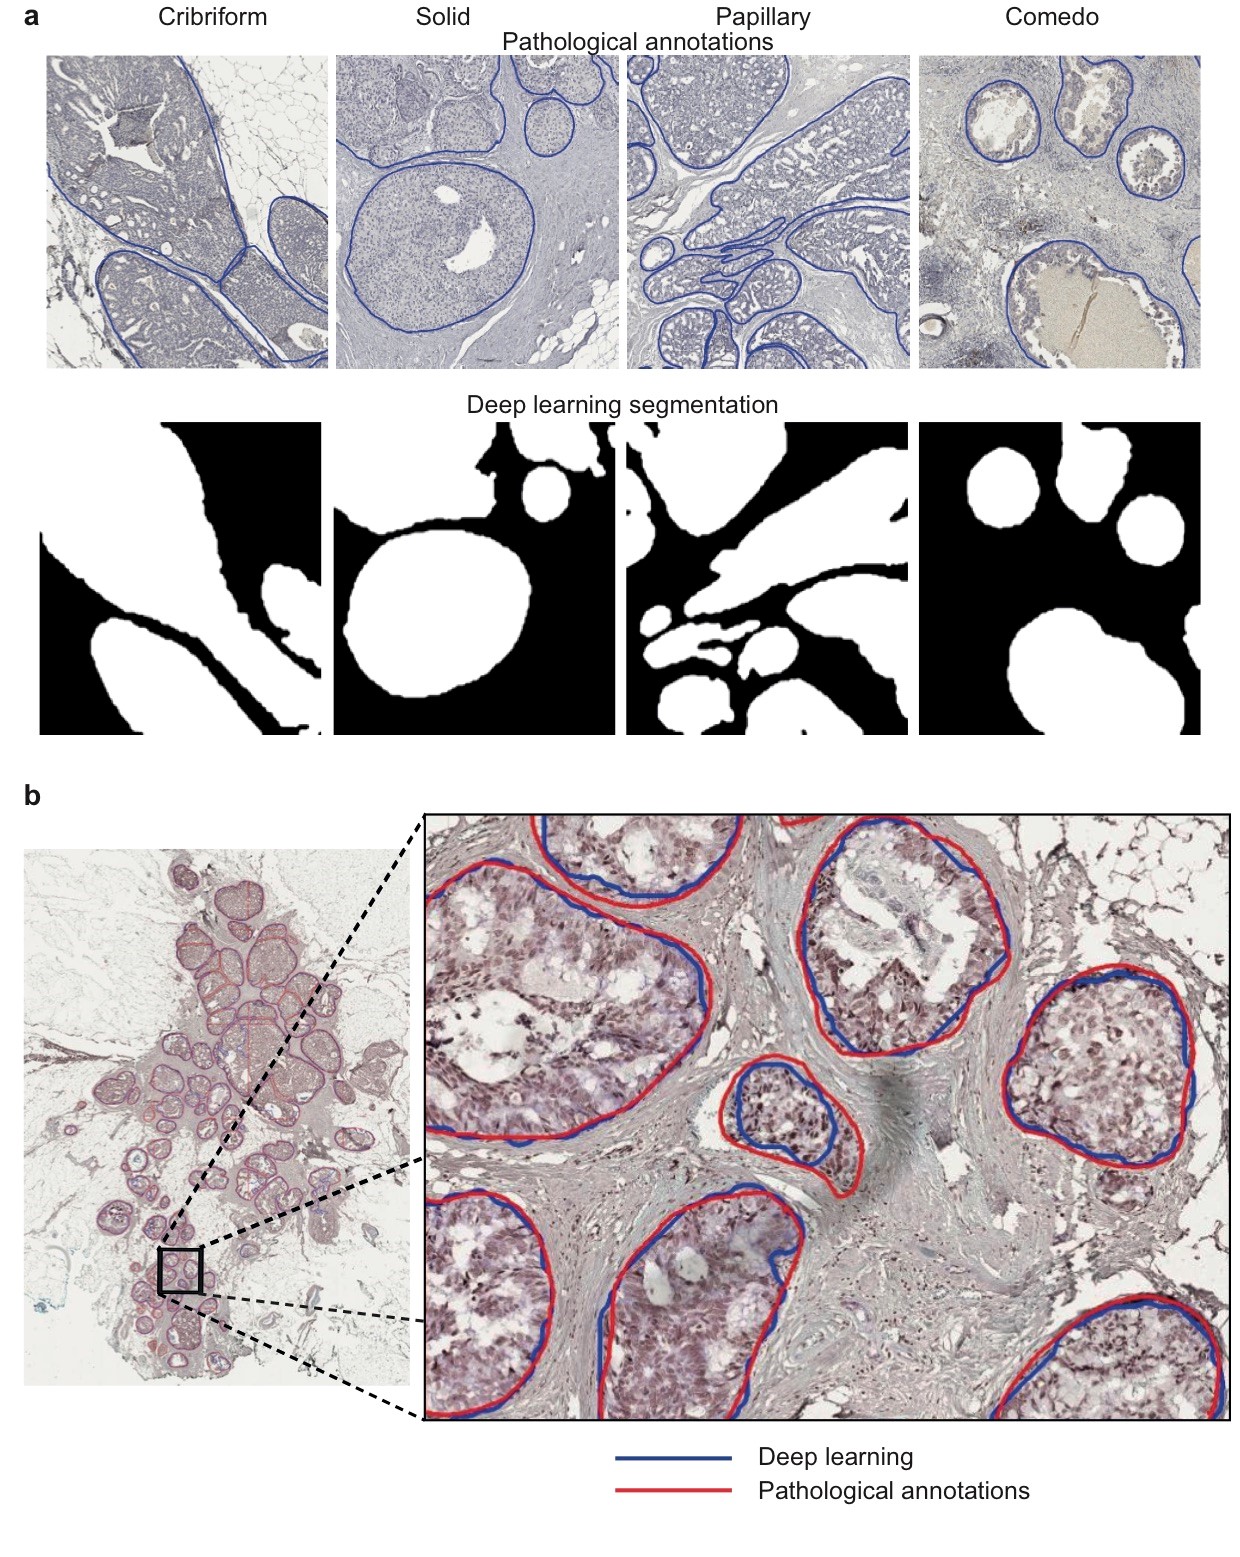 a
Cribriform Solid Papillary Comedo
Pathological annotations
Deep learning segmentation
b
Deep learning
Pathological annotations